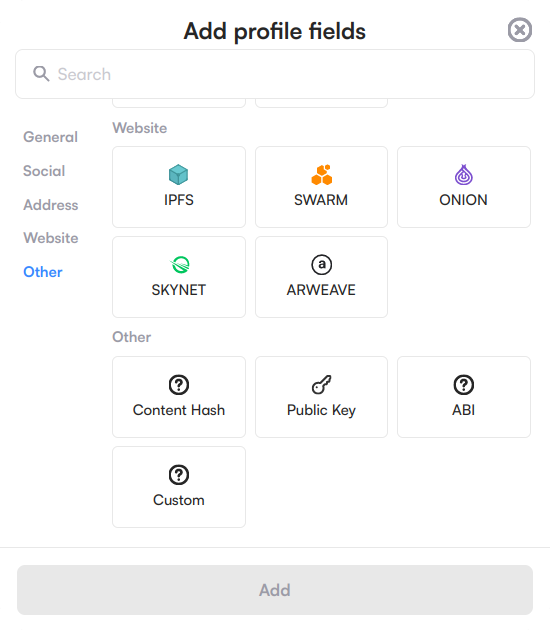 Add profile fields
Search
General
Social
Address
Website
Other
Website
IPFS
SWARM
ONION
SKYNET
ARWEAVE
Other
Content Hash
Public Key
ABI
Custom
Add